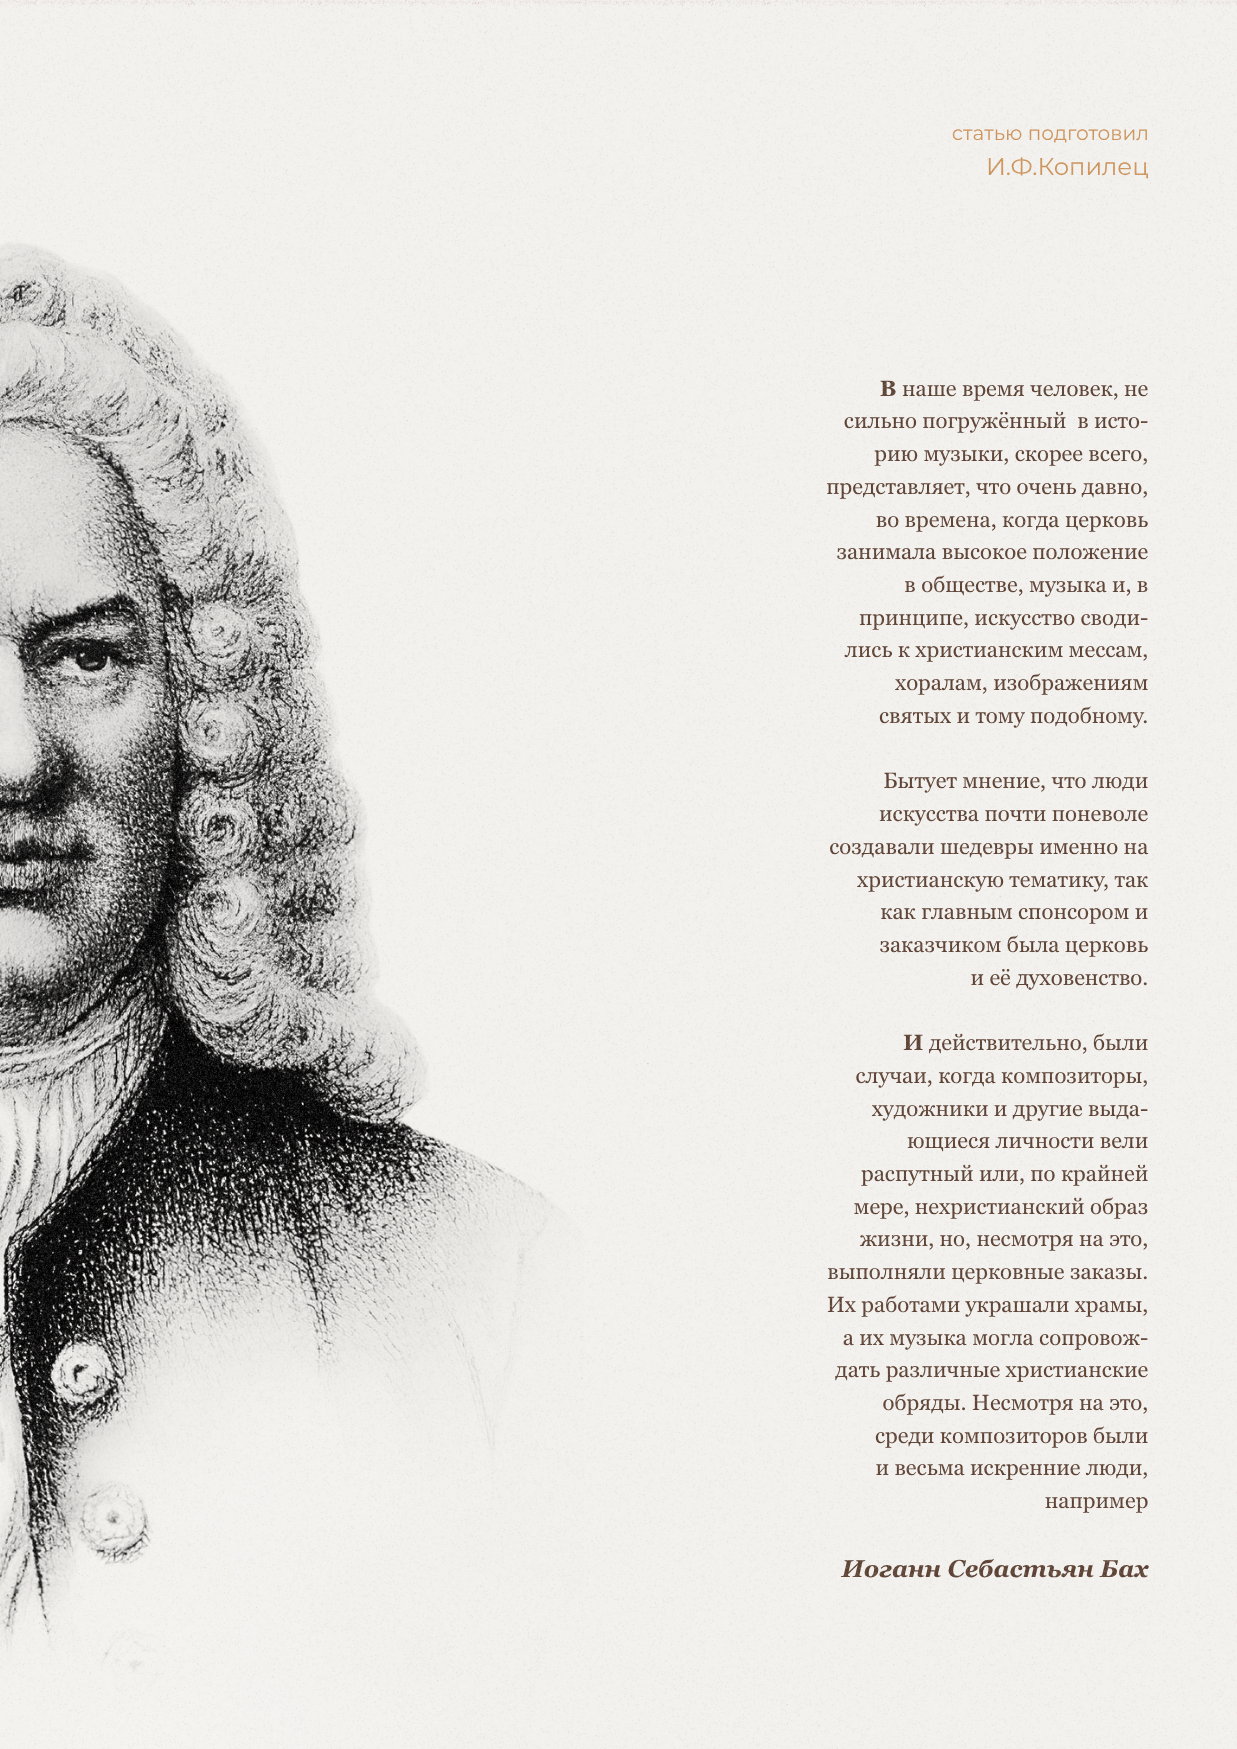 статью подготовил
И.Ф.Копилец
В наше время человек, не
сильно погружённый  в исто-
рию музыки, скорее всего,
представляет, что очень давно,
во времена, когда церковь
занимала высокое положение
в обществе, музыка и, в
принципе, искусство своди-
лись к христианским мессам,
хоралам, изображениям
святых и тому подобному.
Бытует мнение, что люди
искусства почти поневоле
создавали шедевры именно на
христианскую тематику, так
как главным спонсором и
заказчиком была церковь
и её духовенство.
И действительно, были
случаи, когда композиторы,
художники и другие выда-
ющиеся личности вели
распутный или, по крайней
мере, нехристианский образ
жизни, но, несмотря на это,
выполняли церковные заказы.
Их работами украшали храмы,
а их музыка могла сопровож-
дать различные христианские
обряды. Несмотря на это,
среди композиторов были
и весьма искренние люди,
например
Иоганн Себастьян Бах